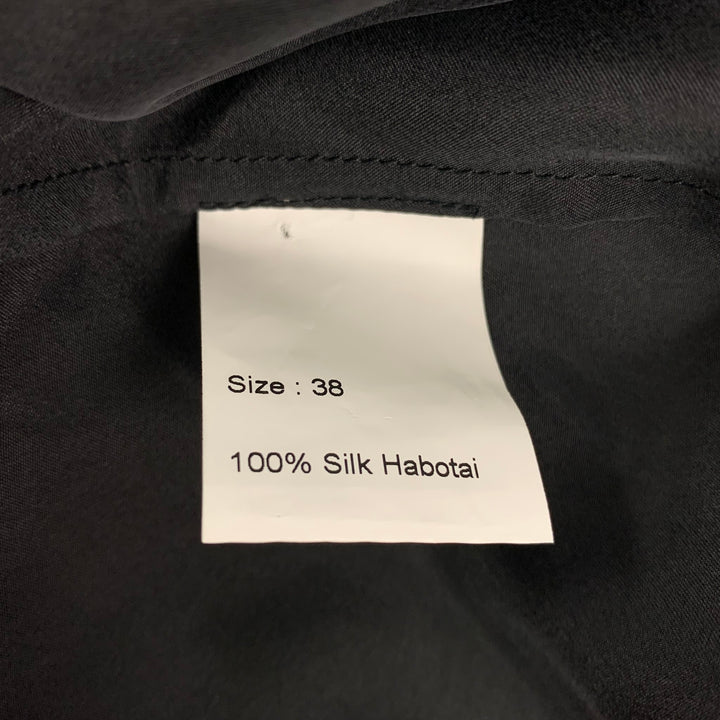 Size : 38
100% Silk Habotai